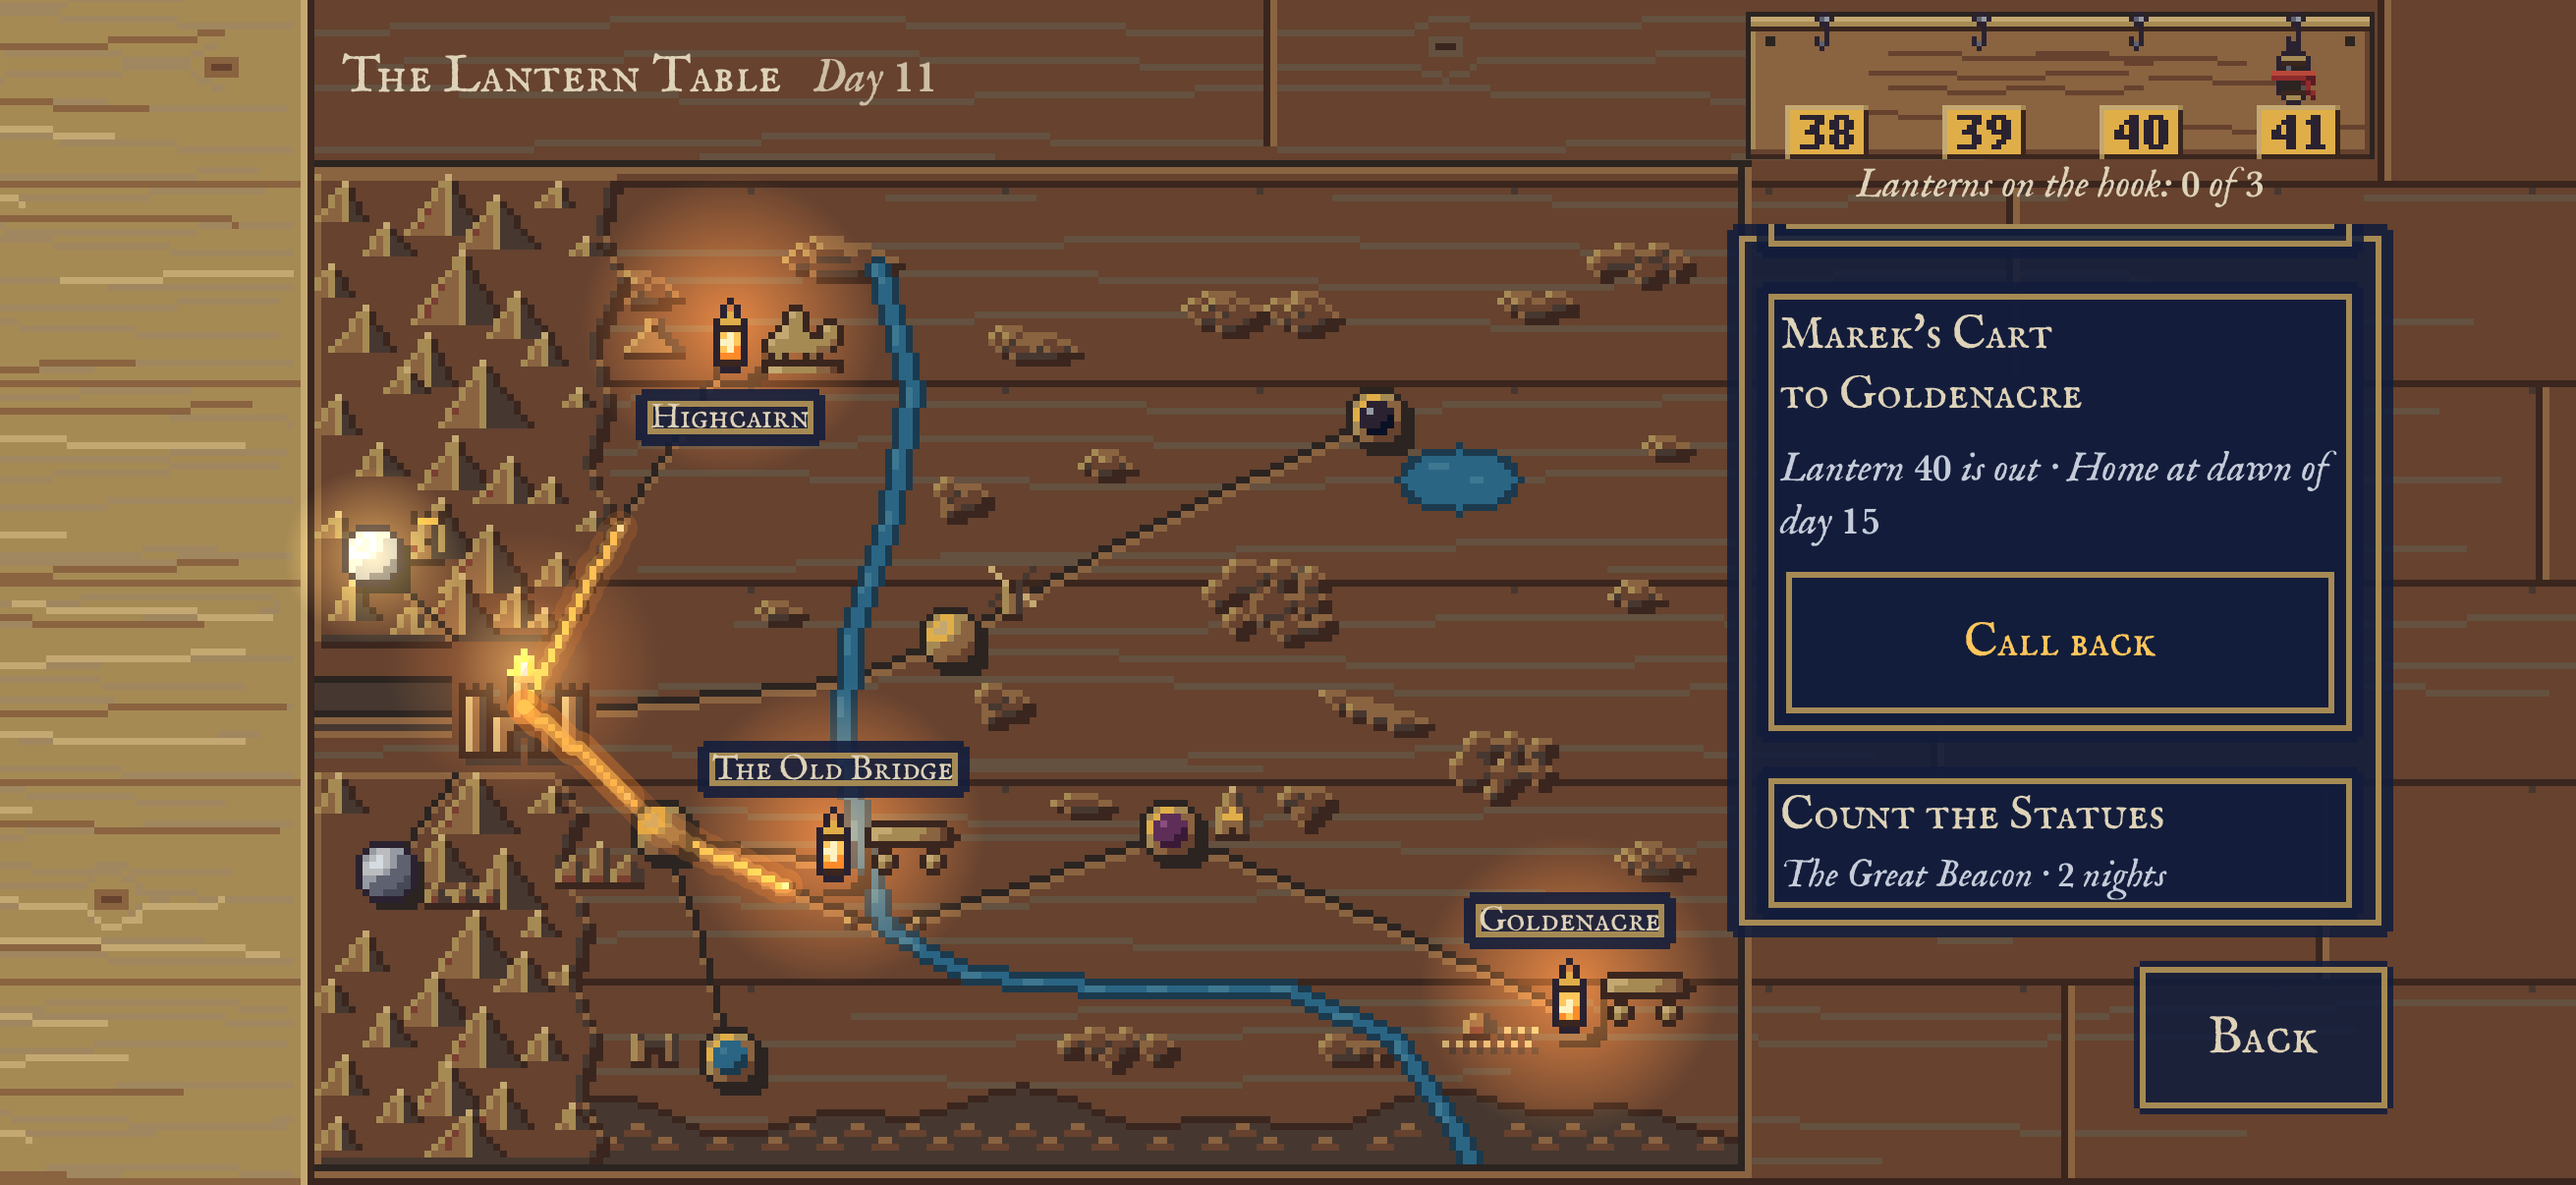 The Lantern Table Day 11
38 39 40 41
Lanterns on the hook: 0 of 3
Highcairn
The Old Bridge
Goldenacre
Marek's Cart
to Goldenacre
Lantern 40 is out · Home at dawn of
day 15
Call back
Count the Statues
The Great Beacon · 2 nights
Back